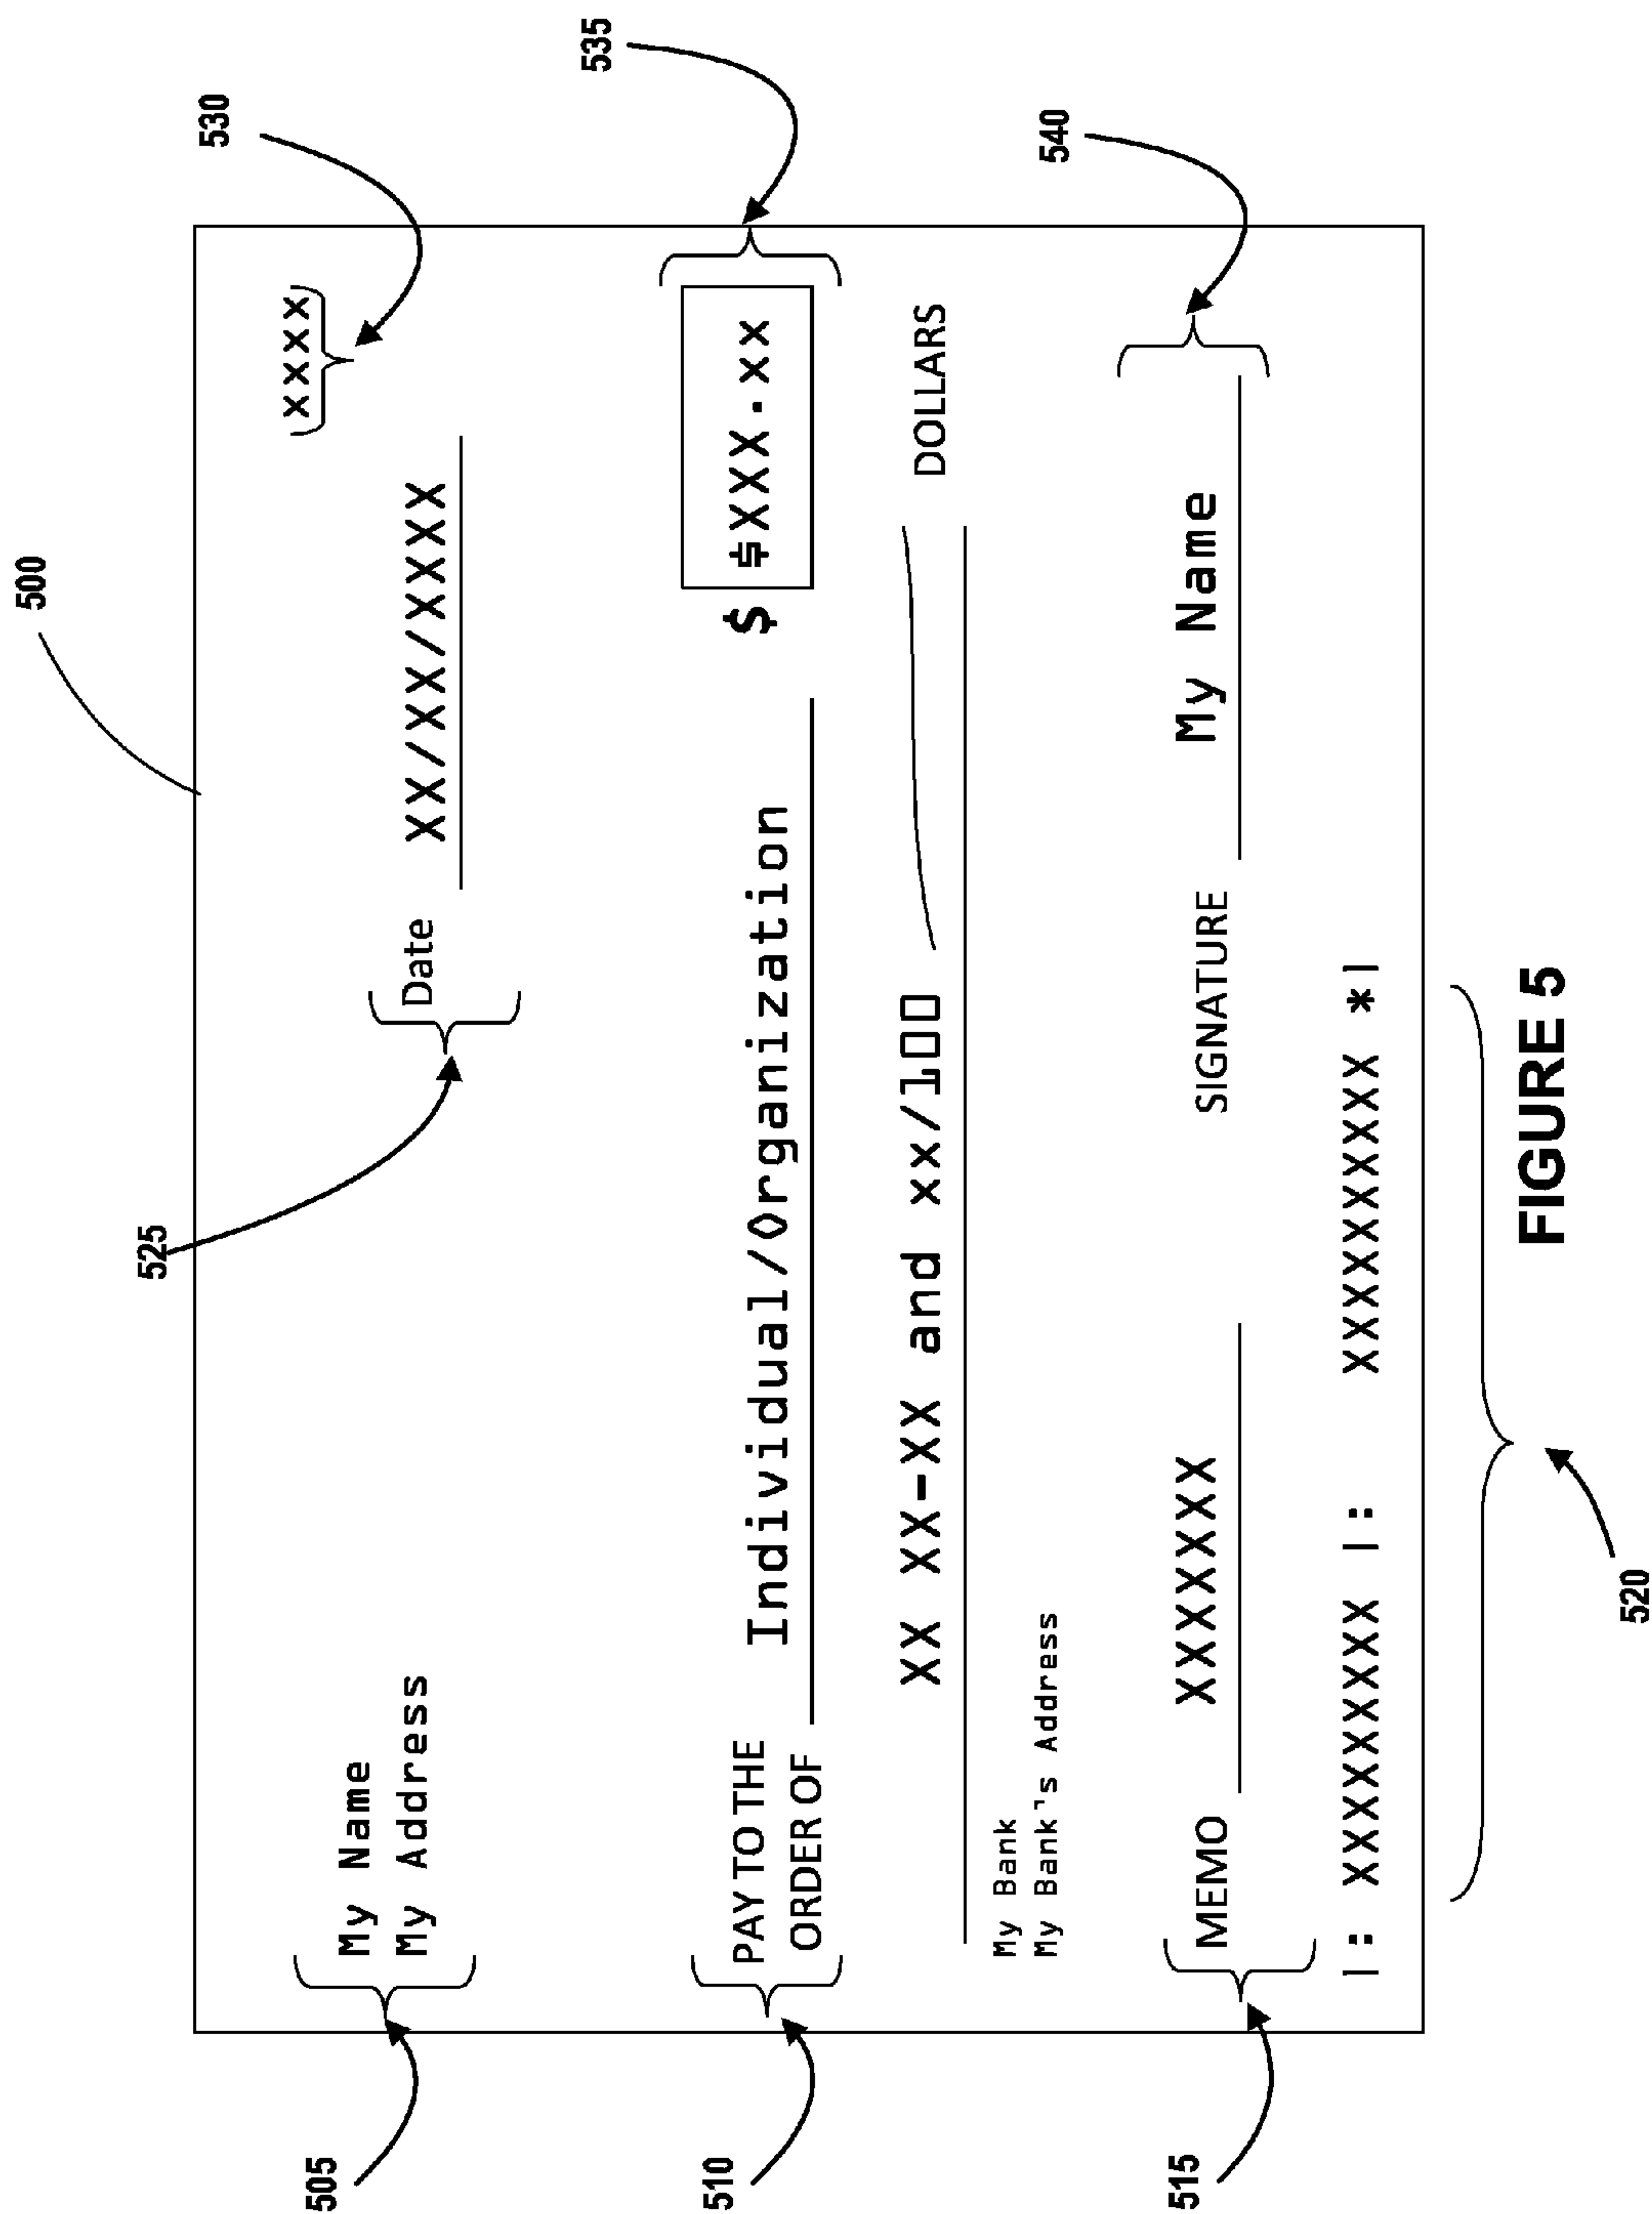 500
525
530
xxxx
505
My Name
My Address
Date XX/XX/XXXX
535
510
PAY TO THE
ORDER OF Individual/Organization $ $XXX.XX
XX XX-XX and xx/100 DOLLARS
My Bank
My Bank's Address
540
515
MEMO XXXXXXX SIGNATURE My Name
|: XXXXXXXXX |: XXXXXXXXXX *|
FIGURE 5
520